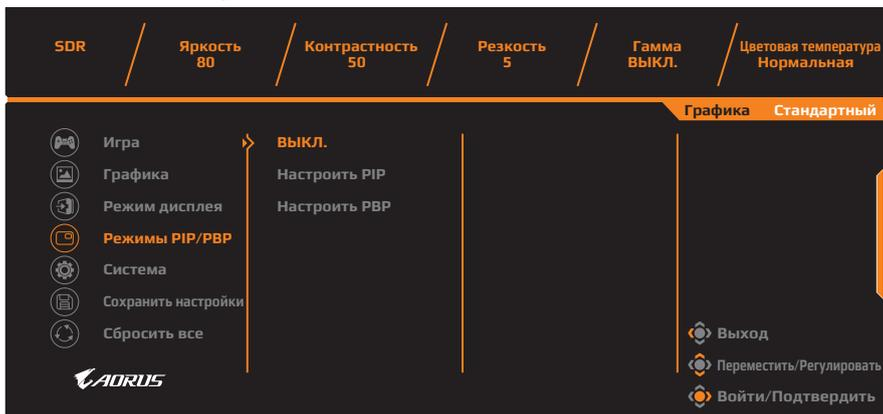 SDR
Яркость
80
Контрастность
50
Резкость
5
Гамма
ВЫКЛ.
Цветовая температура
Нормальная
Графика Стандартный
Игра
Графика
Режим дисплея
Режимы PIP/PBP
Система
Сохранить настройки
Сбросить все
ВЫКЛ.
Настроить PIP
Настроить PBP
Выход
Переместить/Регулировать
Войти/Подтвердить
AORUS